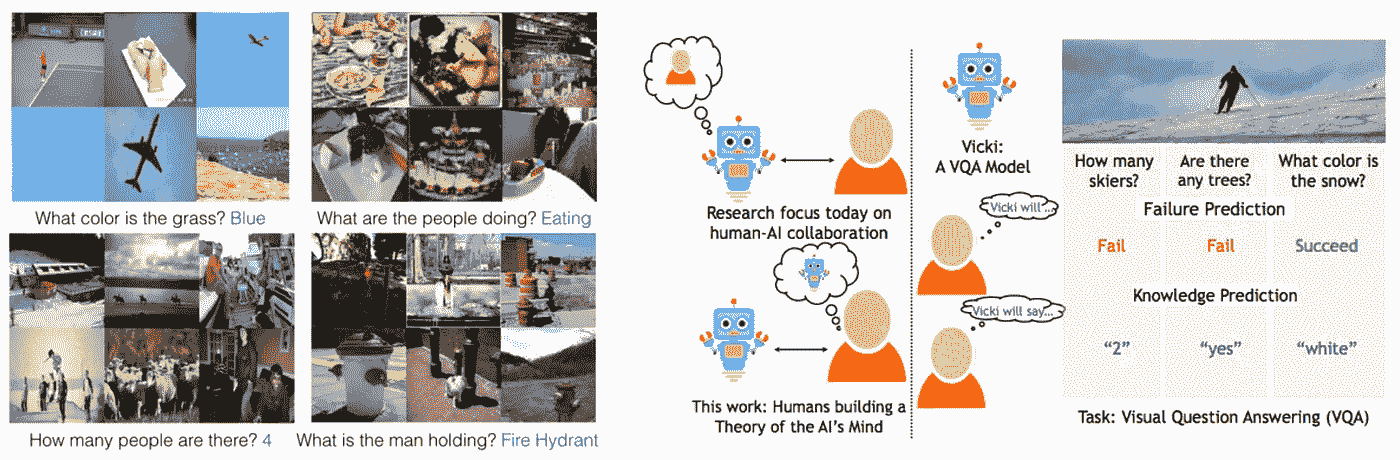 What color is the grass? Blue
What are the people doing? Eating
How many people are there? 4
What is the man holding? Fire Hydrant
Research focus today on
human-AI collaboration
This work: Humans building a
Theory of the AI's Mind
Vicki:
A VQA Model
Vicki will ...
Vicki will say...
How many
skiers?
Are there
any trees?
What color is
the snow?
Failure Prediction
Fail
Fail
Succeed
Knowledge Prediction
"2"
"yes"
"white"
Task: Visual Question Answering (VQA)